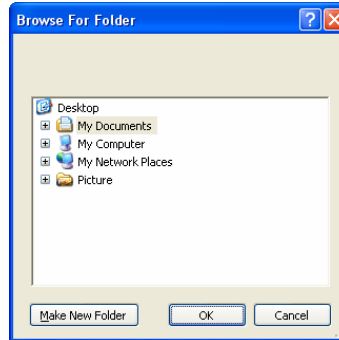 Browse For Folder
Desktop
My Documents
My Computer
My Network Places
Picture
Make New Folder OK Cancel